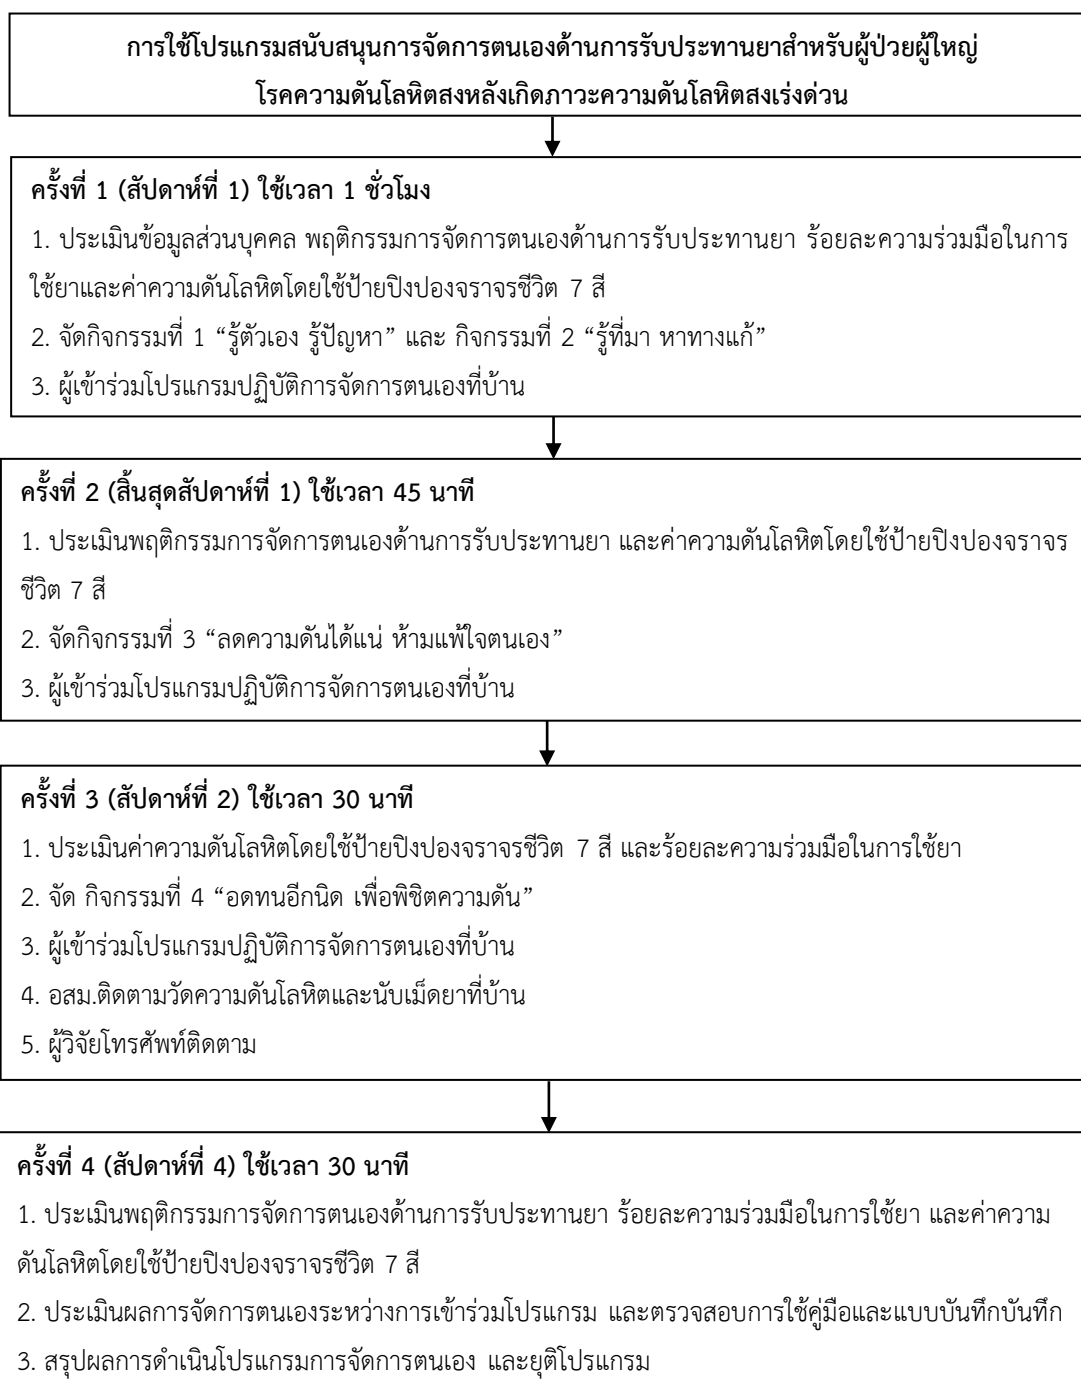 การใช้โปรแกรมสนับสนุนการจัดการตนเองด้านการรับประทานยาสำหรับผู้ป่วยผู้ใหญ่
โรคความดันโลหิตสูงหลังเกิดภาวะความดันโลหิตสูงเร่งด่วน
ครั้งที่ 1 (สัปดาห์ที่ 1) ใช้เวลา 1 ชั่วโมง
1. ประเมินข้อมูลส่วนบุคคล พฤติกรรมการจัดการตนเองด้านการรับประทานยา ร้อยละความร่วมมือในการ
ใช้ยาและค่าความดันโลหิตโดยใช้ป้ายปิงปองจราจรชีวิต 7 สี
2. จัดกิจกรรมที่ 1 “รู้ตัวเอง รู้ปัญหา” และ กิจกรรมที่ 2 “รู้ที่มา หาทางแก้”
3. ผู้เข้าร่วมโปรแกรมปฏิบัติการจัดการตนเองที่บ้าน
ครั้งที่ 2 (สิ้นสุดสัปดาห์ที่ 1) ใช้เวลา 45 นาที
1. ประเมินพฤติกรรมการจัดการตนเองด้านการรับประทานยา และค่าความดันโลหิตโดยใช้ป้ายปิงปองจราจร
ชีวิต 7 สี
2. จัดกิจกรรมที่ 3 “ลดความดันได้แน่ ห้ามแพ้ใจตนเอง”
3. ผู้เข้าร่วมโปรแกรมปฏิบัติการจัดการตนเองที่บ้าน
ครั้งที่ 3 (สัปดาห์ที่ 2) ใช้เวลา 30 นาที
1. ประเมินค่าความดันโลหิตโดยใช้ป้ายปิงปองจราจรชีวิต 7 สี และร้อยละความร่วมมือในการใช้ยา
2. จัด กิจกรรมที่ 4 “อดทนอีกนิด เพื่อพิชิตความดัน”
3. ผู้เข้าร่วมโปรแกรมปฏิบัติการจัดการตนเองที่บ้าน
4. อสม.ติดตามวัดความดันโลหิตและนับเม็ดยาที่บ้าน
5. ผู้วิจัยโทรศัพท์ติดตาม
ครั้งที่ 4 (สัปดาห์ที่ 4) ใช้เวลา 30 นาที
1. ประเมินพฤติกรรมการจัดการตนเองด้านการรับประทานยา ร้อยละความร่วมมือในการใช้ยา และค่าความ
ดันโลหิตโดยใช้ป้ายปิงปองจราจรชีวิต 7 สี
2. ประเมินผลการจัดการตนเองระหว่างการเข้าร่วมโปรแกรม และตรวจสอบการใช้คู่มือและแบบบันทึกบันทึก
3. สรุปผลการดำเนินโปรแกรมการจัดการตนเอง และยุติโปรแกรม